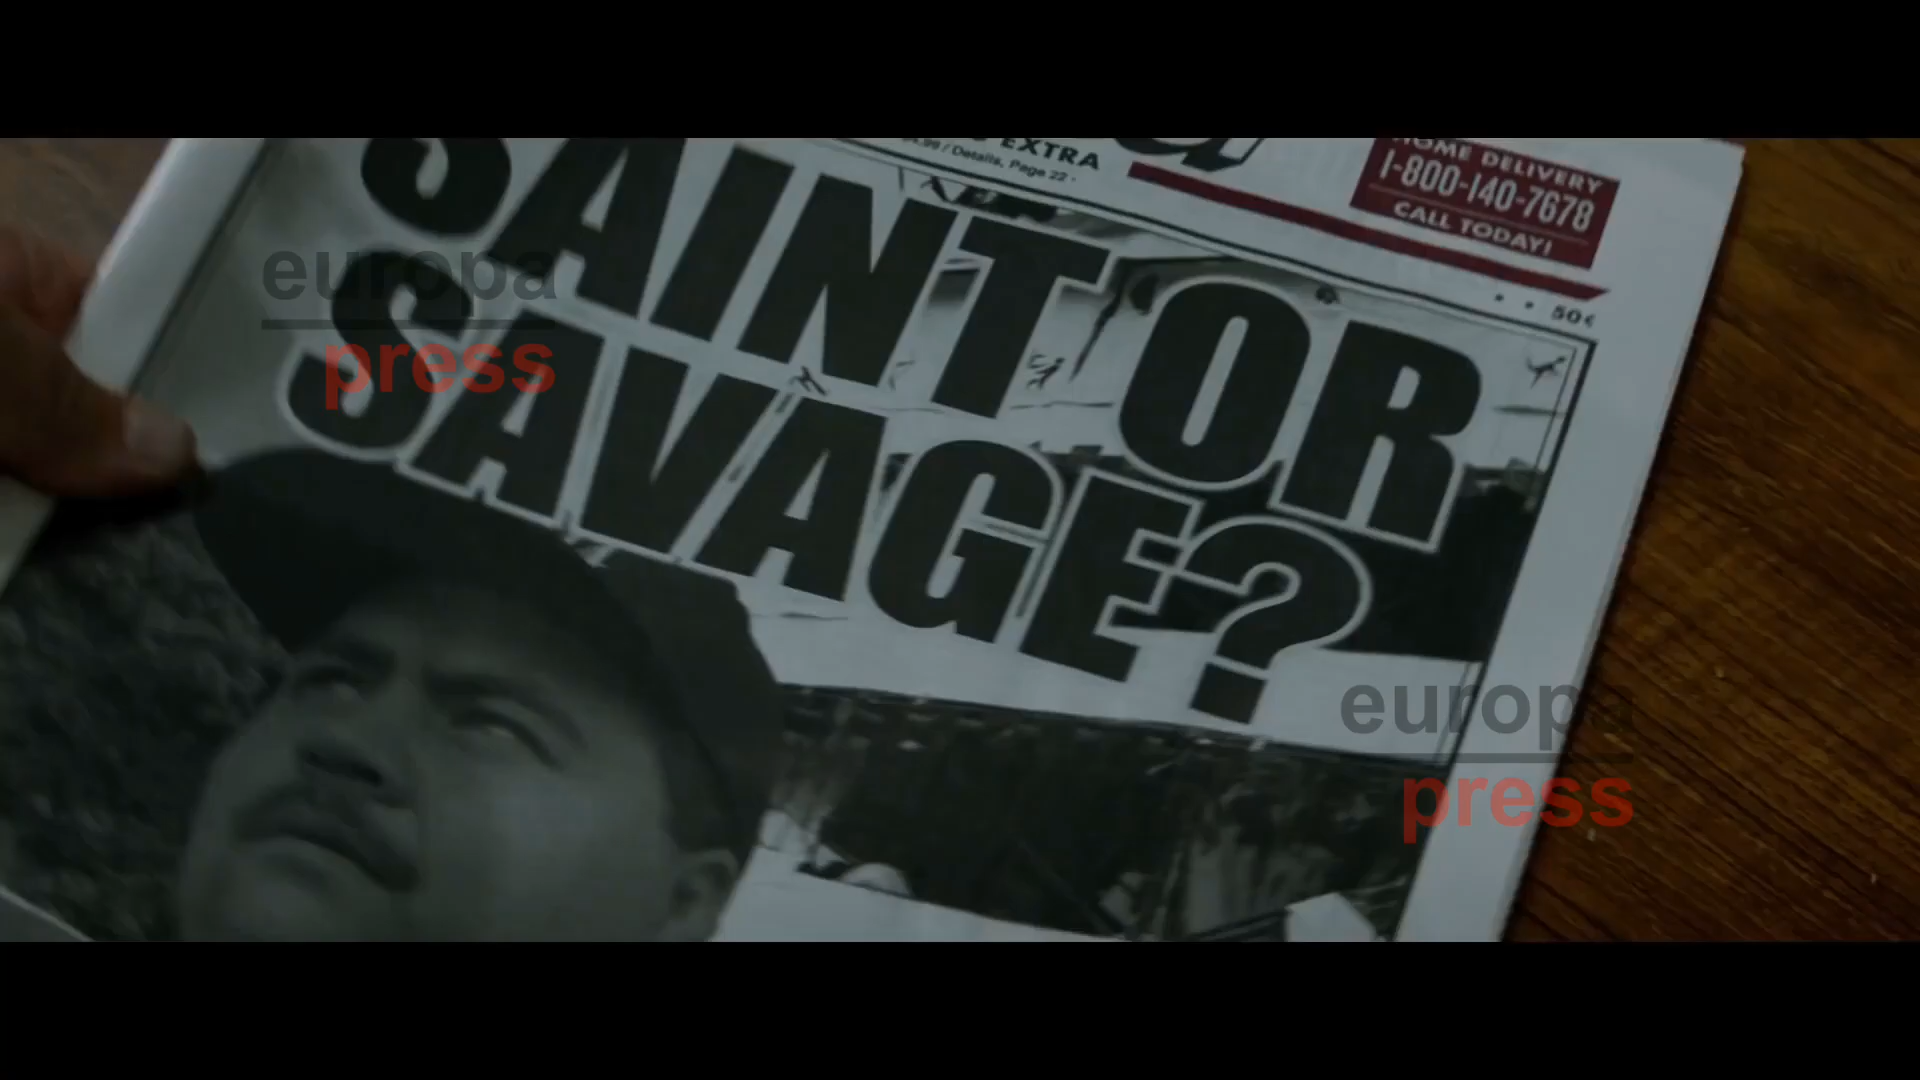 EXTRA
/ Details, Page 22
HOME DELIVERY
1-800-140-7678
CALL TODAY!
50¢
SAINT OR
SAVAGE?
europa
press
europa
press